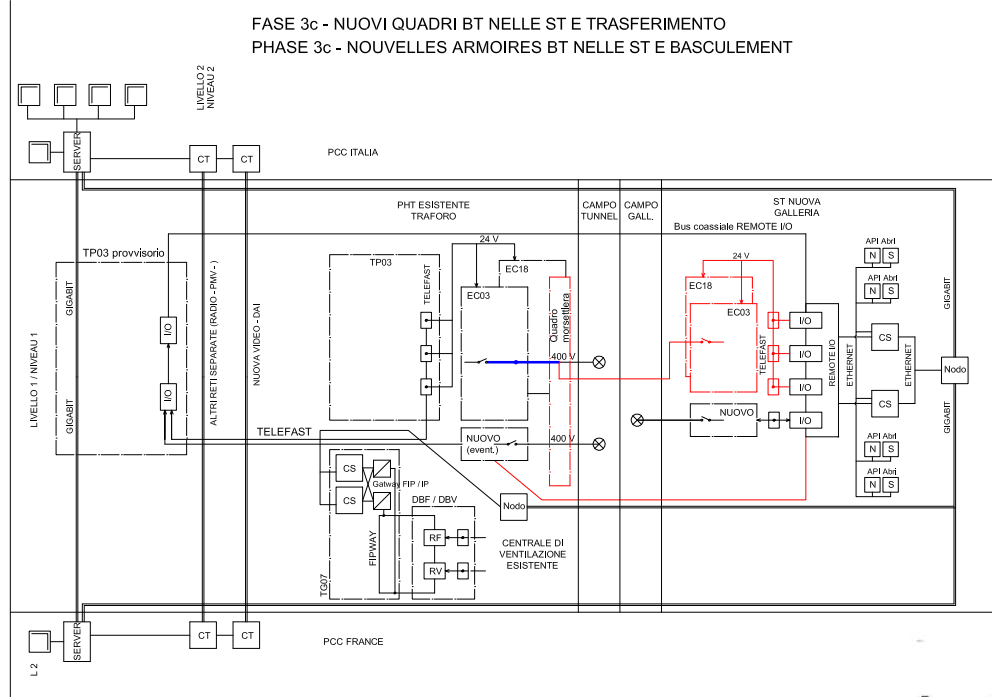 FASE 3c - NUOVI QUADRI BT NELLE ST E TRASFERIMENTO
PHASE 3c - NOUVELLES ARMOIRES BT NELLE ST E BASCULEMENT
LIVELLO 2
NIVEAU 2
SERVER
CT
CT
PCC ITALIA
PHT ESISTENTE
TRAFORO
CAMPO
TUNNEL
CAMPO
GALL.
ST NUOVA
GALLERIA
Bus coassiale REMOTE I/O
TP03 provvisorio
LIVELLO 1 / NIVEAU 1
GIGABIT
GIGABIT
I/O
I/O
ALTRI RETI SEPARATE (RADIO - PMV - )
NUOVA VIDEO - DAI
TP03
TELEFAST
24 V
EC18
EC03
Quadro
morsettiera
400 V
24 V
EC18
EC03
TELEFAST
I/O
I/O
I/O
I/O
REMOTE I/O
ETHERNET
ETHERNET
API Abri
N
S
API Abri
N
S
CS
CS
GIGABIT
Nodo
GIGABIT
NUOVO
API Abri
N
S
API Abri
N
S
TELEFAST
NUOVO
(event.)
400 V
CS
CS
Gatway FIP / IP
FIPWAY
TG07
DBF / DBV
RF
RV
Nodo
CENTRALE DI
VENTILAZIONE
ESISTENTE
L 2
SERVER
CT
CT
PCC FRANCE